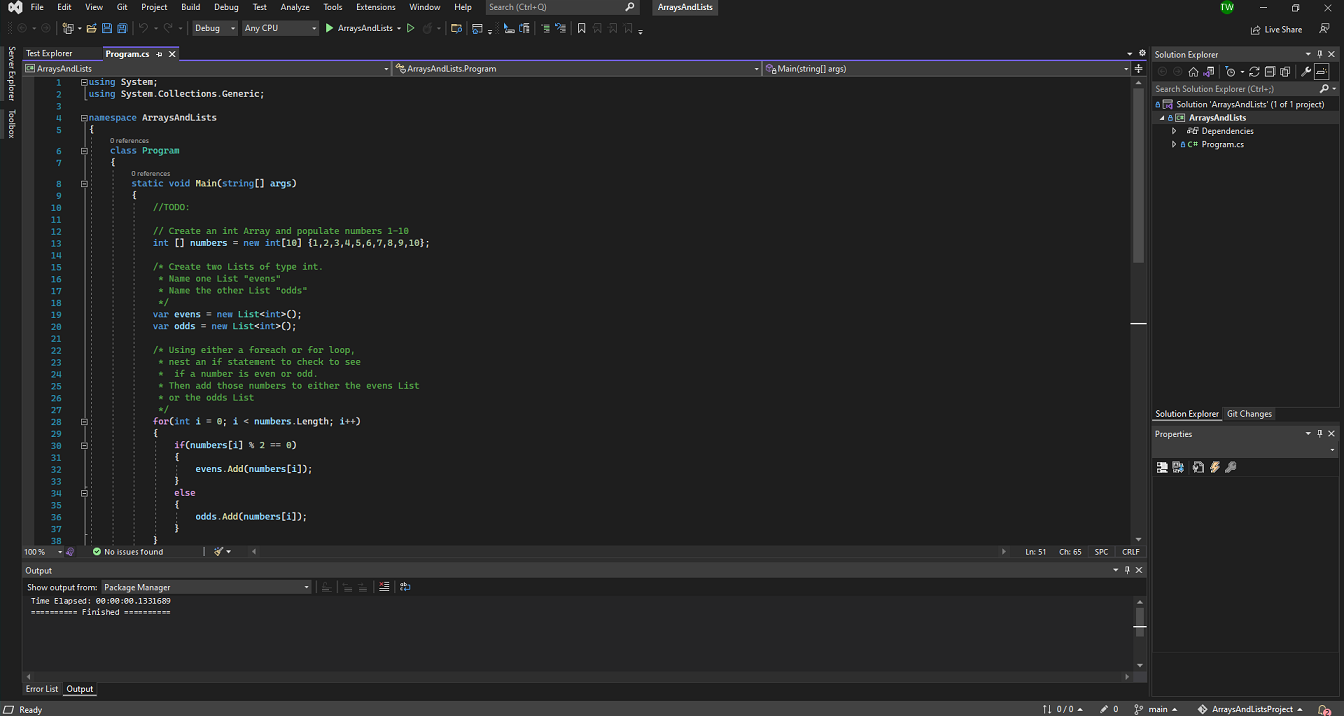 File Edit View Git Project Build Debug Test Analyze Tools Extensions Window Help Search (Ctrl+Q) ArraysAndLists TW
Debug Any CPU ArraysAndLists Live Share
Server Explorer
Toolbox
Test Explorer Program.cs
ArraysAndLists ArraysAndLists.Program Main(string[] args)
1 using System;
2 using System.Collections.Generic;
3
4 namespace ArraysAndLists
5 {
0 references
6 class Program
7 {
0 references
8 static void Main(string[] args)
9 {
10 //TODO:
11
12 // Create an int Array and populate numbers 1-10
13 int [] numbers = new int[10] {1,2,3,4,5,6,7,8,9,10};
14
15 /* Create two Lists of type int.
16 * Name one List "evens"
17 * Name the other List "odds"
18 */
19 var evens = new List<int>();
20 var odds = new List<int>();
21
22 /* Using either a foreach or for loop,
23 * nest an if statement to check to see
24 * if a number is even or odd.
25 * Then add those numbers to either the evens List
26 * or the odds List
27 */
28 for(int i = 0; i < numbers.Length; i++)
29 {
30 if(numbers[i] % 2 == 0)
31 {
32 evens.Add(numbers[i]);
33 }
34 else
35 {
36 odds.Add(numbers[i]);
37 }
38 }
100 % No issues found Ln: 51 Ch: 65 SPC CRLF
Output
Show output from: Package Manager
Time Elapsed: 00:00:00.1331689
========== Finished ==========
Error List Output
Solution Explorer
Search Solution Explorer (Ctrl+;)
Solution 'ArraysAndLists' (1 of 1 project)
ArraysAndLists
Dependencies
C# Program.cs
Solution Explorer Git Changes
Properties
Ready 0 / 0 0 main ArraysAndListsProject 2